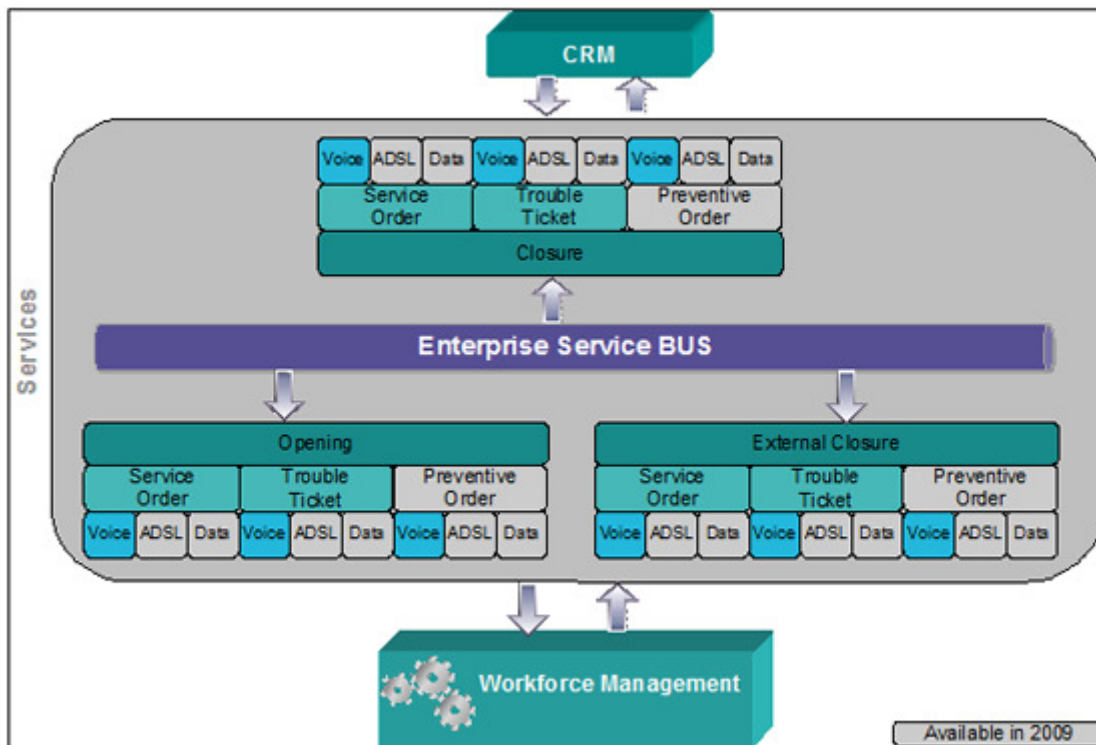 CRM
Services
Voice ADSL Data Voice ADSL Data Voice ADSL Data
Service Order Trouble Ticket Preventive Order
Closure
Enterprise Service BUS
Opening
Service Order Trouble Ticket Preventive Order
Voice ADSL Data Voice ADSL Data Voice ADSL Data
External Closure
Service Order Trouble Ticket Preventive Order
Voice ADSL Data Voice ADSL Data Voice ADSL Data
Workforce Management
Available in 2009